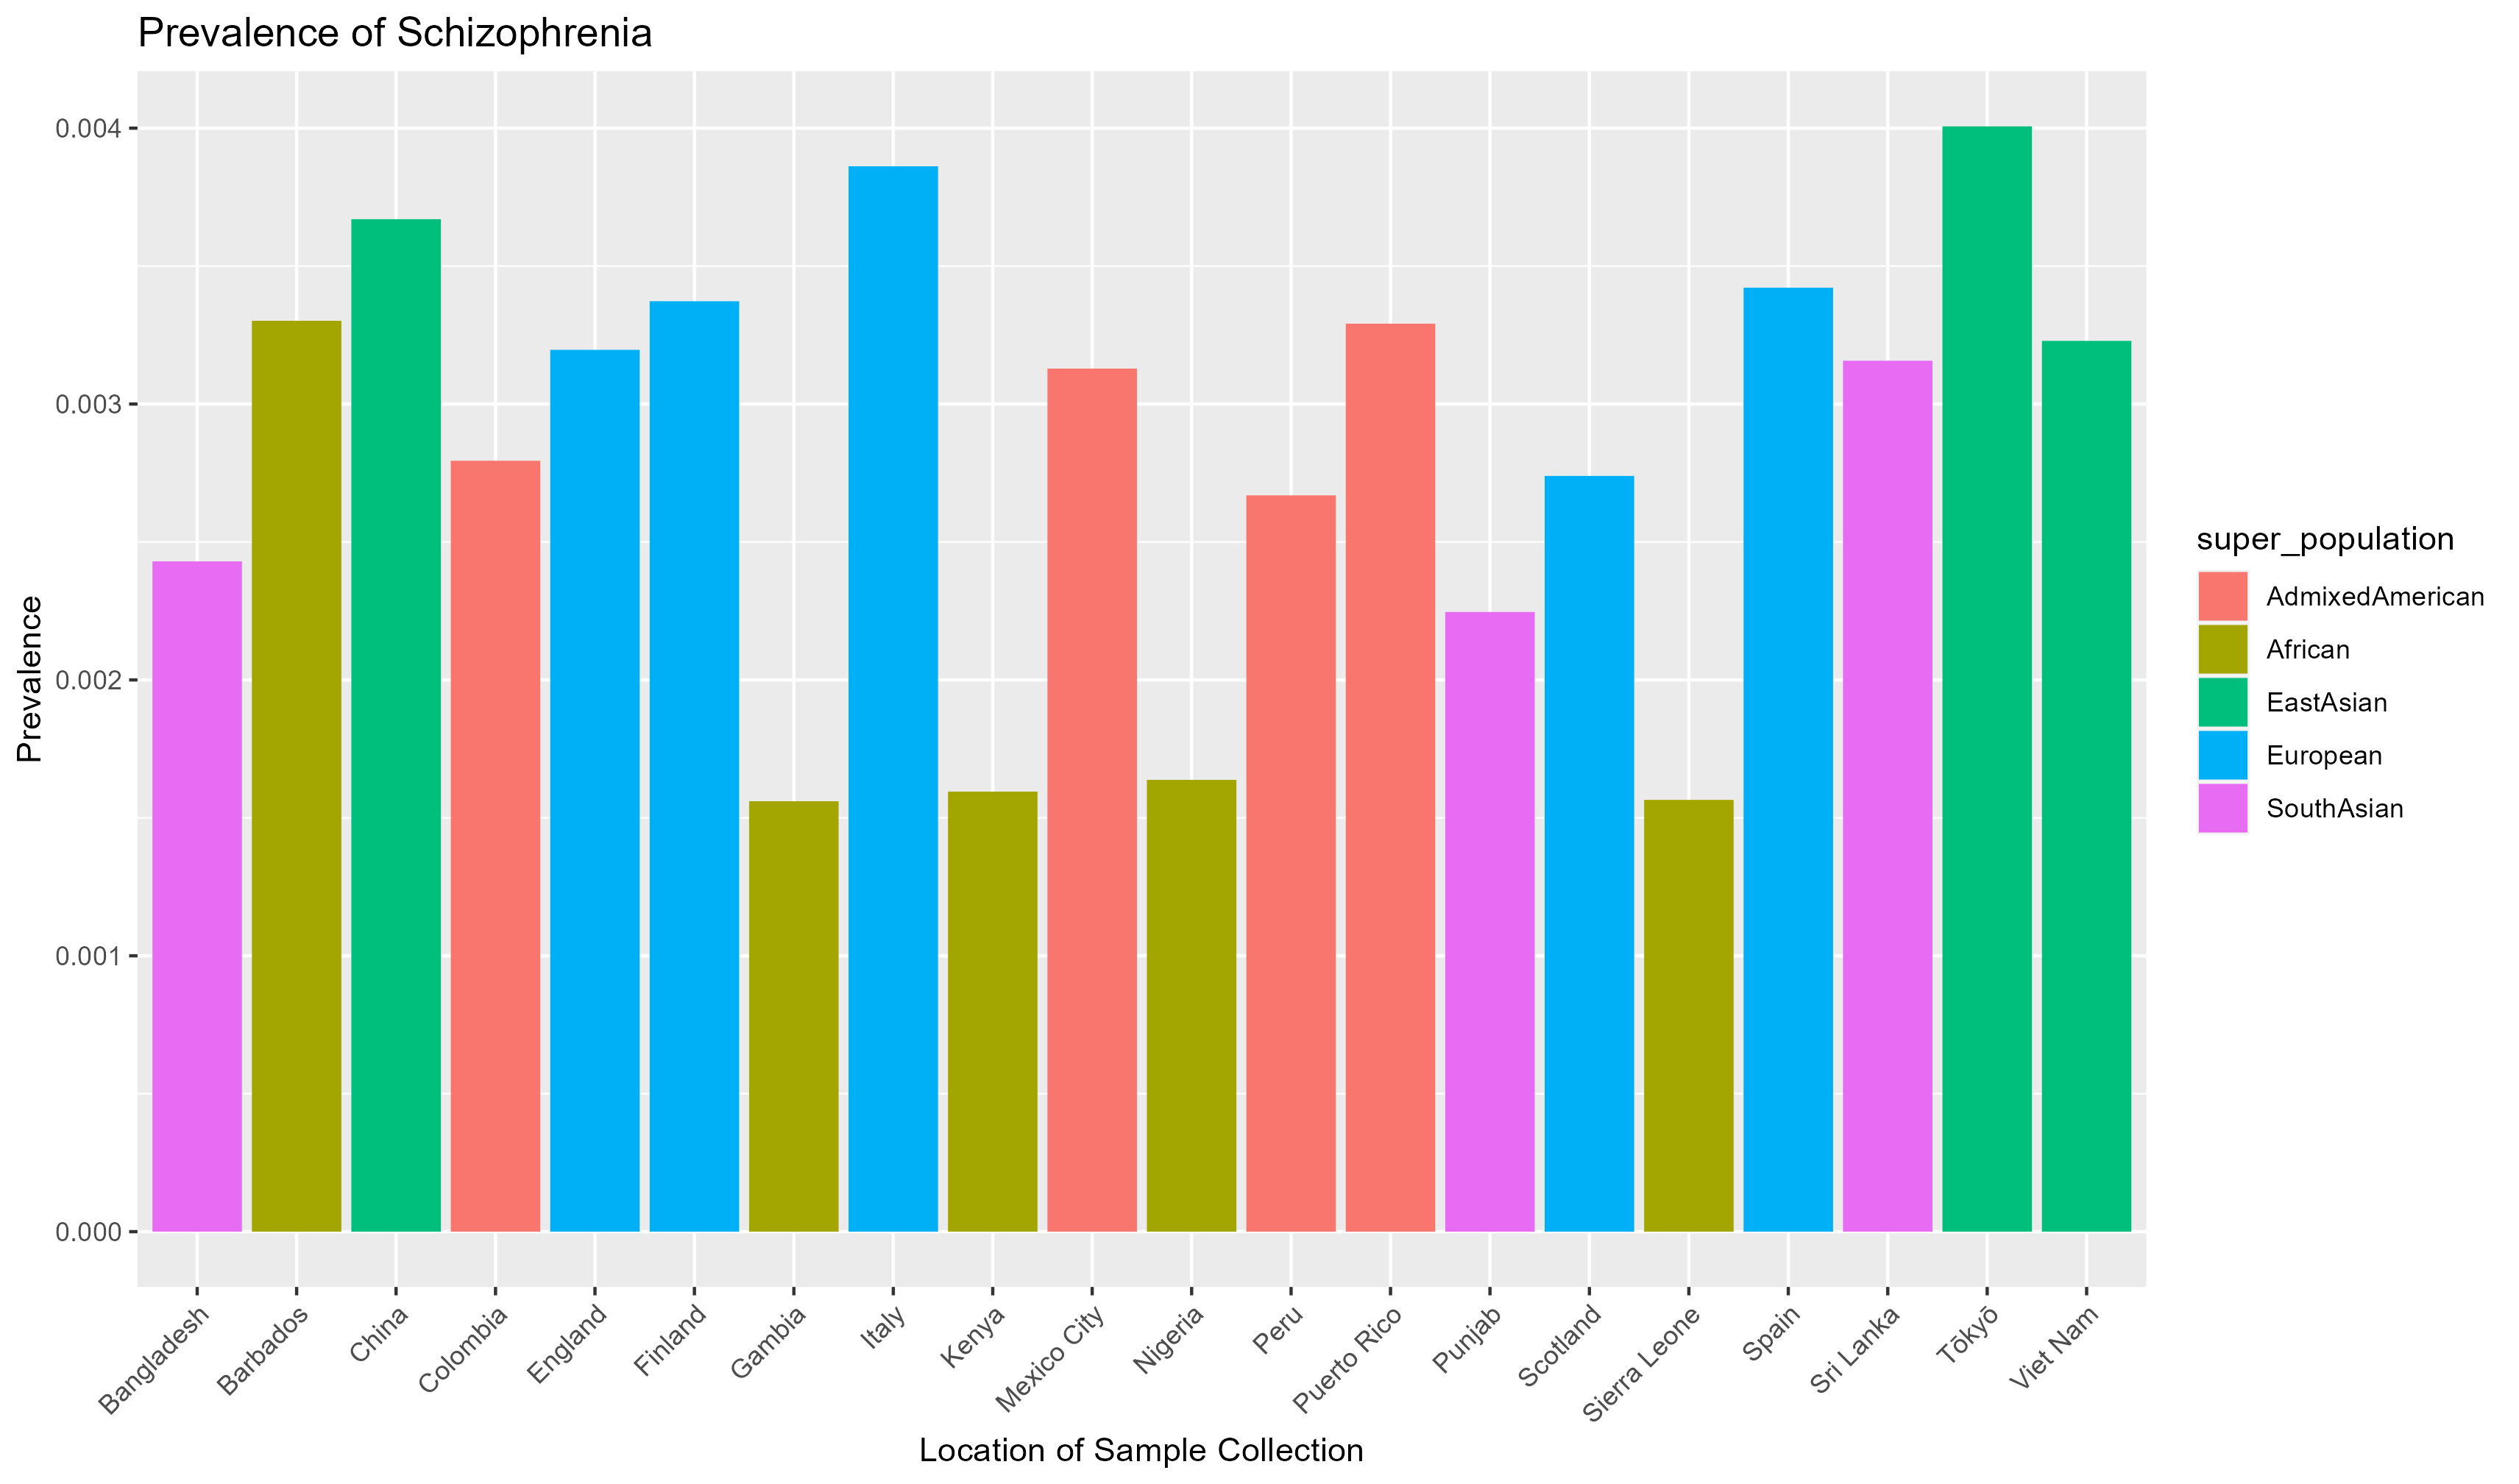 Prevalence of Schizophrenia
Prevalence
0.004
0.003
0.002
0.001
0.000
Bangladesh
Barbados
China
Colombia
England
Finland
Gambia
Italy
Kenya
Mexico City
Nigeria
Peru
Puerto Rico
Punjab
Scotland
Sierra Leone
Spain
Sri Lanka
Tōkyō
Viet Nam
Location of Sample Collection
super_population
AdmixedAmerican
African
EastAsian
European
SouthAsian